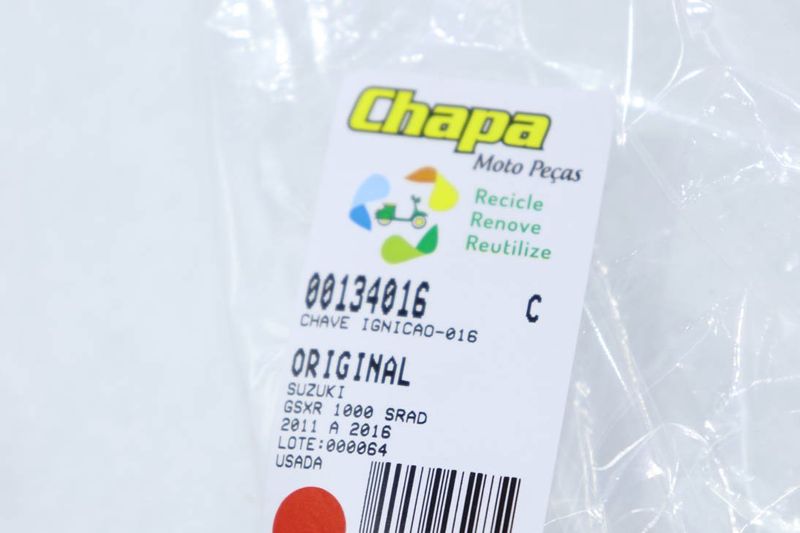 Chapa
Moto Peças
Recicle
Renove
Reutilize
00134016 C
CHAVE IGNICAO-016
ORIGINAL
SUZUKI
GSXR 1000 SRAD
2011 A 2016
LOTE:000064
USADA